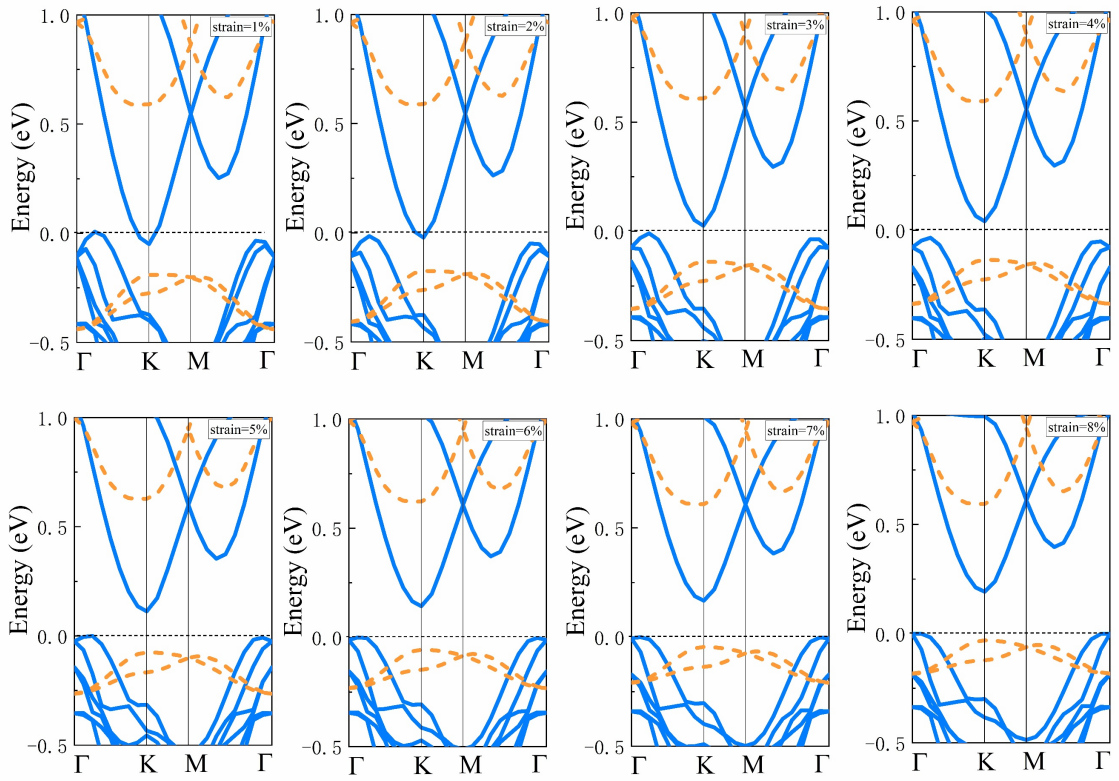 strain=1%
1.0
0.5
0.0
−0.5
Energy (eV)
Γ K M Γ
strain=2%
1.0
0.5
0.0
−0.5
Energy (eV)
Γ K M Γ
strain=3%
1.0
0.5
0.0
−0.5
Energy (eV)
Γ K M Γ
strain=4%
1.0
0.5
0.0
−0.5
Energy (eV)
Γ K M Γ
strain=5%
1.0
0.5
0.0
−0.5
Energy (eV)
Γ K M Γ
strain=6%
1.0
0.5
0.0
−0.5
Energy (eV)
Γ K M Γ
strain=7%
1.0
0.5
0.0
−0.5
Energy (eV)
Γ K M Γ
strain=8%
1.0
0.5
0.0
−0.5
Energy (eV)
Γ K M Γ